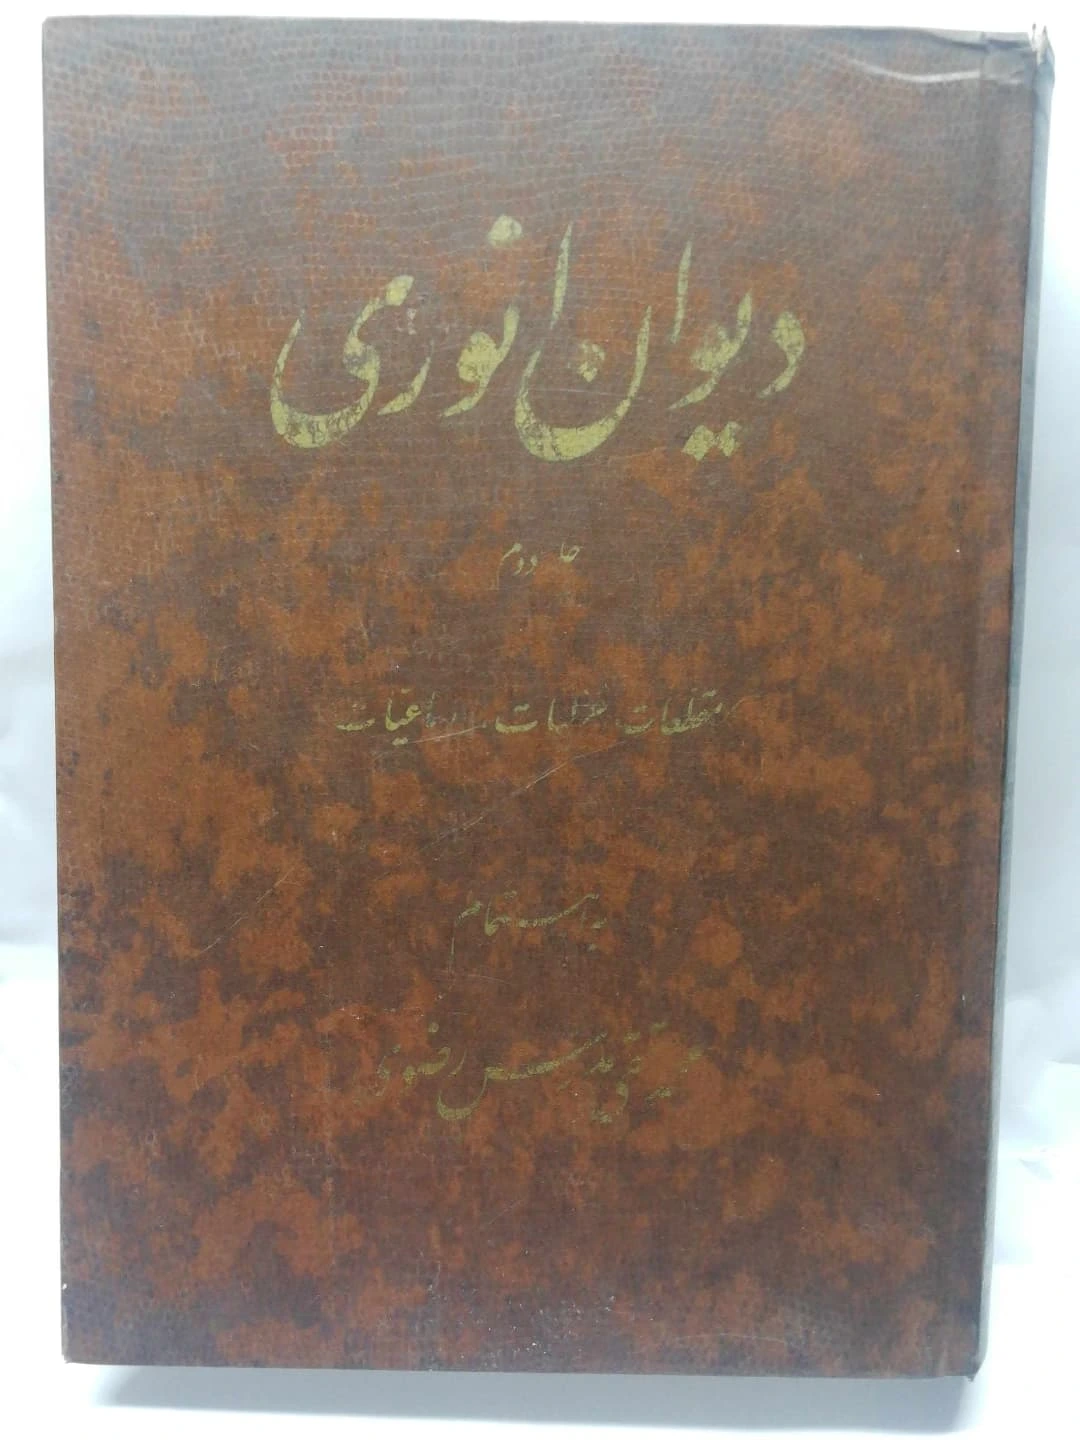 دیوان انوری
جلد دوم
مقطعات غزلیات رباعیات
به اهتمام
محمد تقی مدرس رضوی